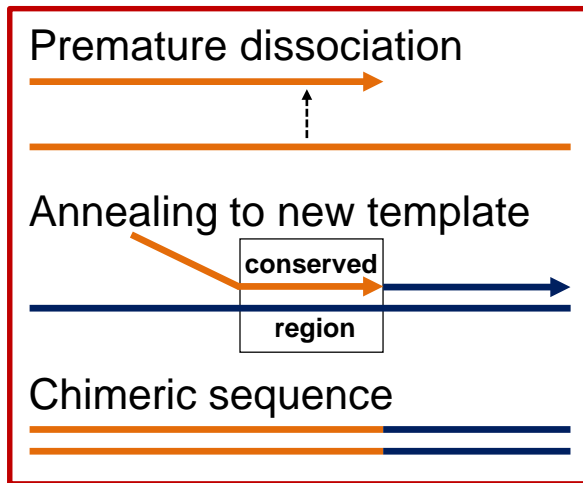 Premature dissociation
Annealing to new template
conserved
region
Chimeric sequence